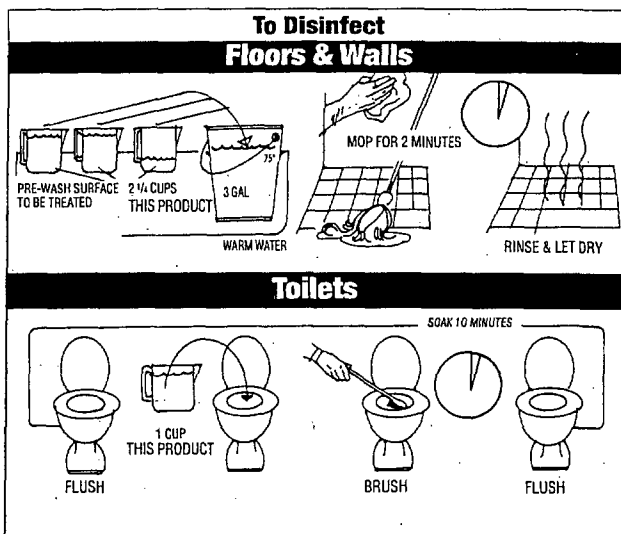 To Disinfect
Floors & Walls
MOP FOR 2 MINUTES
75°
PRE-WASH SURFACE
TO BE TREATED
2 1/4 CUPS
THIS PRODUCT
3 GAL
WARM WATER
RINSE & LET DRY
Toilets
SOAK 10 MINUTES
1 CUP
THIS PRODUCT
FLUSH
BRUSH
FLUSH